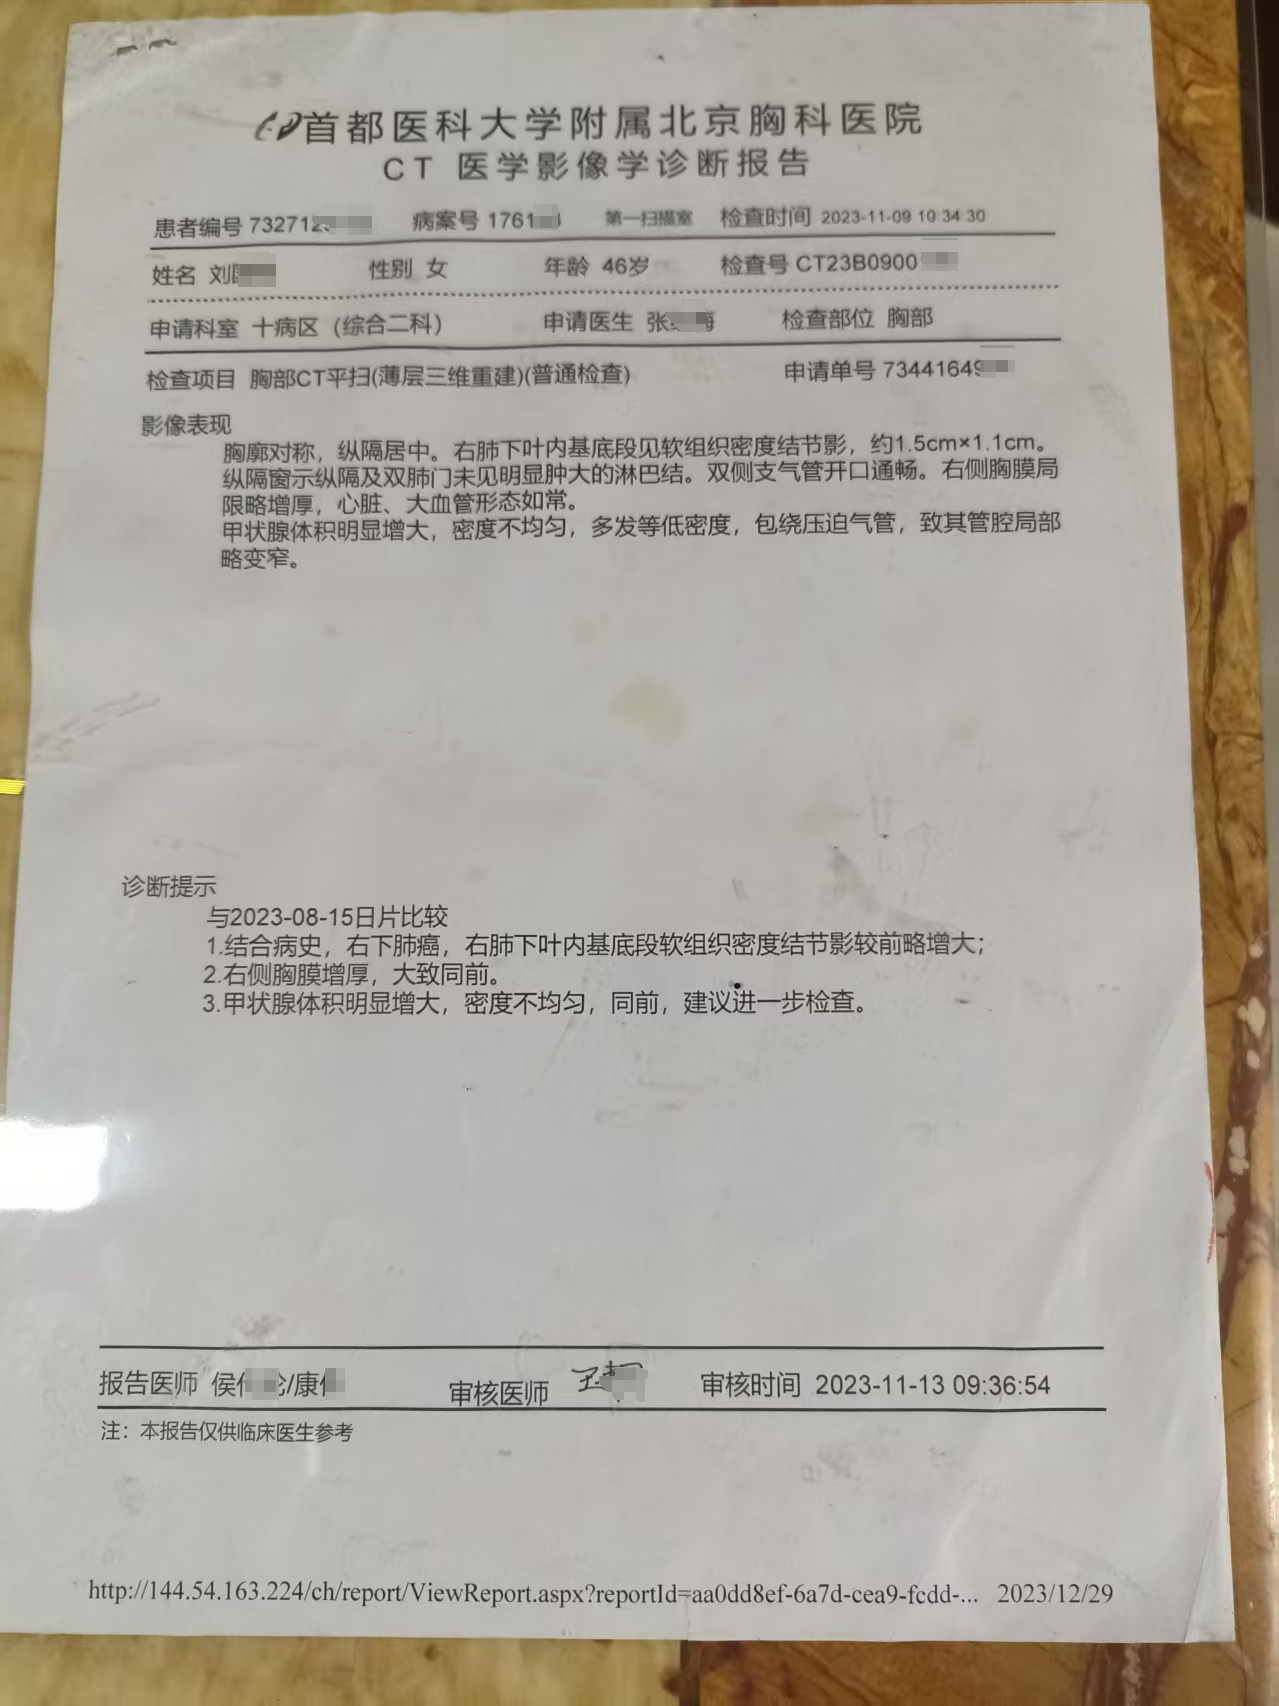 首都医科大学附属北京胸科医院
CT 医学影像学诊断报告
患者编号 732712 病案号 1761 第一扫描室 检查时间 2023-11-09 10:34:30
姓名 刘 性别 女 年龄 46岁 检查号 CT23B0900
申请科室 十病区（综合二科） 申请医生 张 检查部位 胸部
检查项目 胸部CT平扫(薄层三维重建)(普通检查) 申请单号 7344164
影像表现
胸廓对称，纵隔居中。右肺下叶内基底段见软组织密度结节影，约1.5cm×1.1cm。
纵隔窗示纵隔及双肺门未见明显肿大的淋巴结。双侧支气管开口通畅。右侧胸膜局
限略增厚，心脏、大血管形态如常。
甲状腺体积明显增大，密度不均匀，多发等低密度，包绕压迫气管，致其管腔局部
略变窄。
诊断提示
与2023-08-15日片比较
1.结合病史，右下肺癌，右肺下叶内基底段软组织密度结节影较前略增大；
2.右侧胸膜增厚，大致同前。
3.甲状腺体积明显增大，密度不均匀，同前，建议进一步检查。
报告医师 侯 /康 审核医师 王 审核时间 2023-11-13 09:36:54
注：本报告仅供临床医生参考
http://144.54.163.224/ch/report/ViewReport.aspx?reportId=aa0dd8ef-6a7d-cea9-fcdd-... 2023/12/29